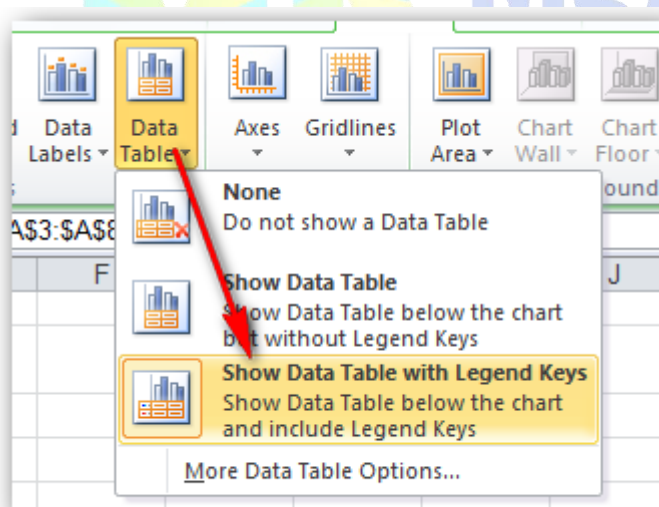 Data Labels
Data Table
Axes
Gridlines
Plot Area
Chart Wall
Chart Floor
ound
A$3:$A$8
F
J
None
Do not show a Data Table
Show Data Table
Show Data Table below the chart
but without Legend Keys
Show Data Table with Legend Keys
Show Data Table below the chart
and include Legend Keys
More Data Table Options...